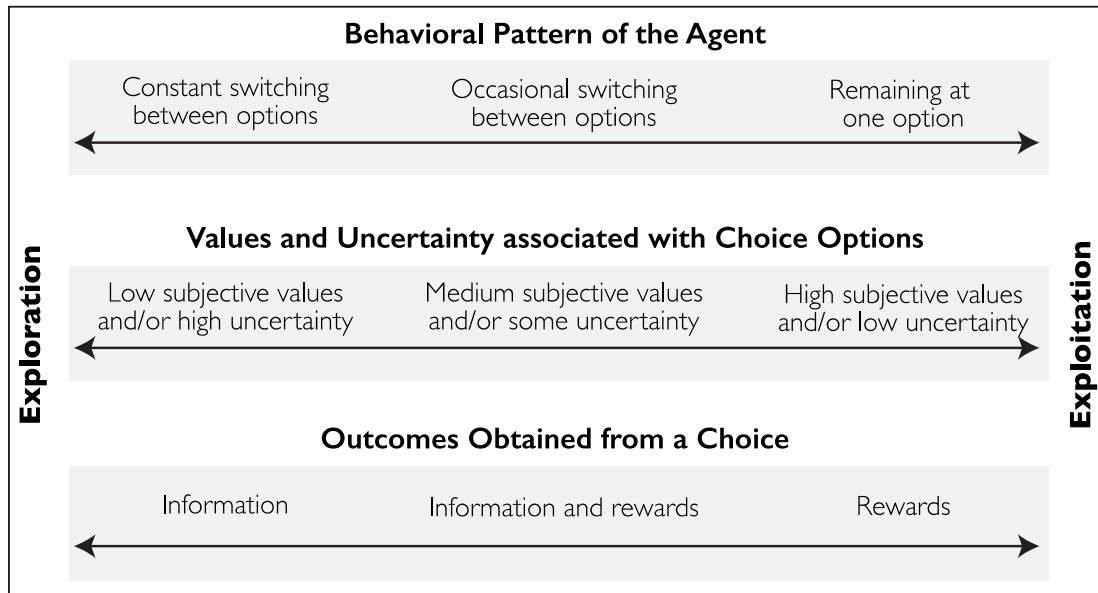 Behavioral Pattern of the Agent
Constant switching
between options
Occasional switching
between options
Remaining at
one option
Exploration
Values and Uncertainty associated with Choice Options
Low subjective values
and/or high uncertainty
Medium subjective values
and/or some uncertainty
High subjective values
and/or low uncertainty
Exploitation
Outcomes Obtained from a Choice
Information
Information and rewards
Rewards